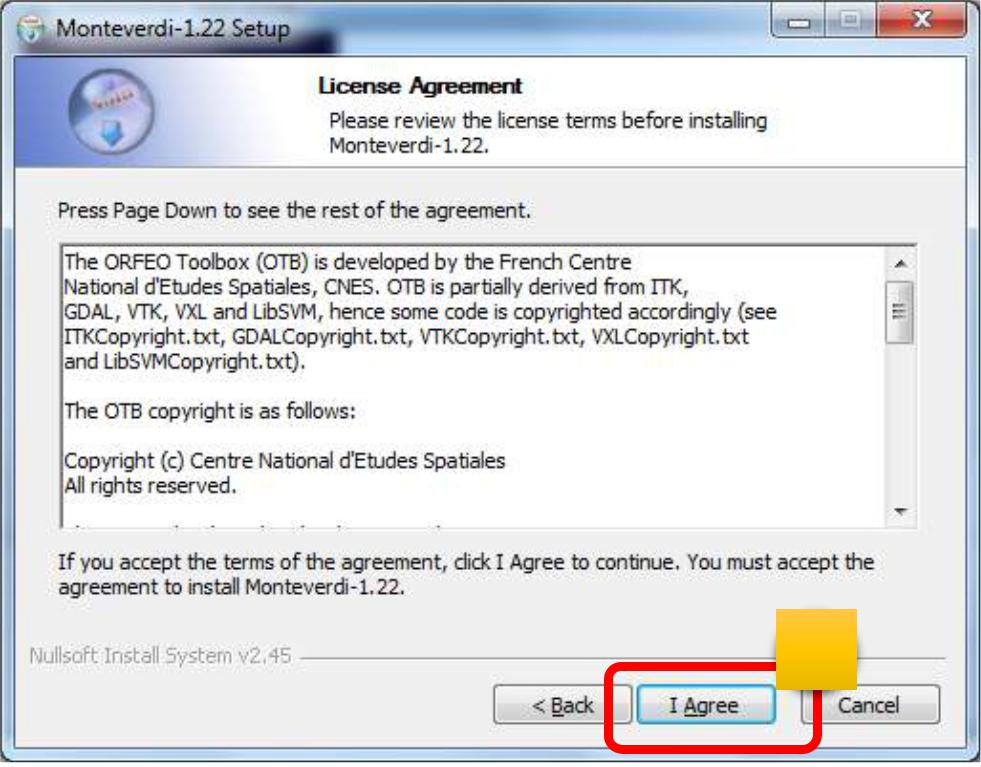 Monteverdi-1.22 Setup
License Agreement
Please review the license terms before installing
Monteverdi-1.22.
Press Page Down to see the rest of the agreement.
The ORFEO Toolbox (OTB) is developed by the French Centre
National d'Etudes Spatiales, CNES. OTB is partially derived from ITK,
GDAL, VTK, VXL and LibSVM, hence some code is copyrighted accordingly (see
ITKCopyright.txt, GDALCopyright.txt, VTKCopyright.txt, VXLCopyright.txt
and LibSVMCopyright.txt).
The OTB copyright is as follows:
Copyright (c) Centre National d'Etudes Spatiales
All rights reserved.
If you accept the terms of the agreement, click I Agree to continue. You must accept the
agreement to install Monteverdi-1.22.
Nullsoft Install System v2.45
< Back
I Agree
Cancel